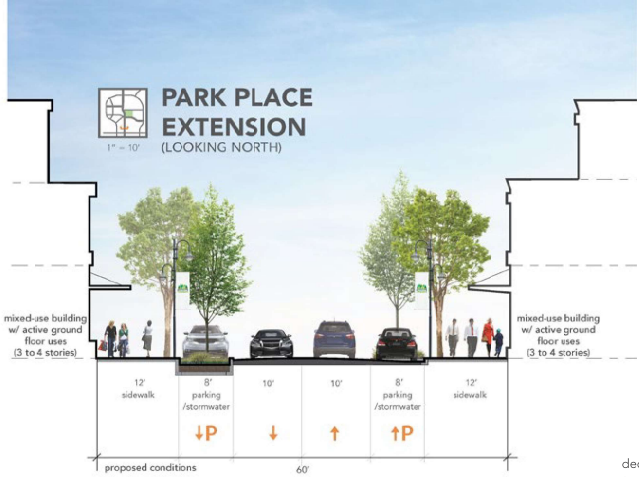 PARK PLACE
EXTENSION
1" = 10'
(LOOKING NORTH)
mixed-use building
w/ active ground
floor uses
(3 to 4 stories)
mixed-use building
w/ active ground
floor uses
(3 to 4 stories)
12'
sidewalk
8'
parking
/stormwater
10'
10'
8'
parking
/stormwater
12'
sidewalk
↓P
↓
↑
↑P
proposed conditions
60'